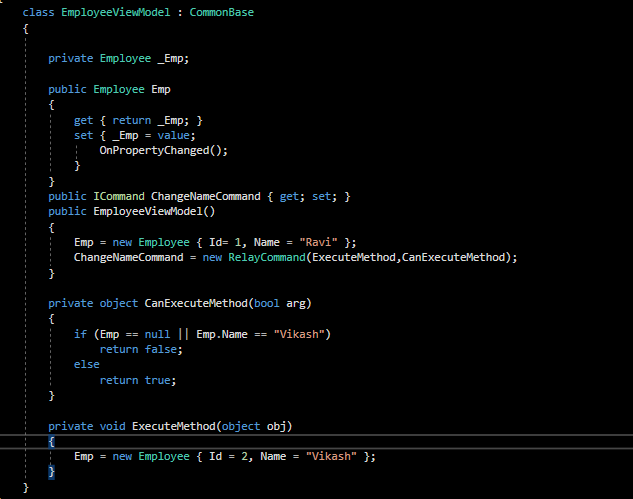 class EmployeeViewModel : CommonBase
{
private Employee _Emp;
public Employee Emp
{
get { return _Emp; }
set { _Emp = value;
OnPropertyChanged();
}
}
public ICommand ChangeNameCommand { get; set; }
public EmployeeViewModel()
{
Emp = new Employee { Id= 1, Name = "Ravi" };
ChangeNameCommand = new RelayCommand(ExecuteMethod,CanExecuteMethod);
}
private object CanExecuteMethod(bool arg)
{
if (Emp == null || Emp.Name == "Vikash")
return false;
else
return true;
}
private void ExecuteMethod(object obj)
{
Emp = new Employee { Id = 2, Name = "Vikash" };
}
}